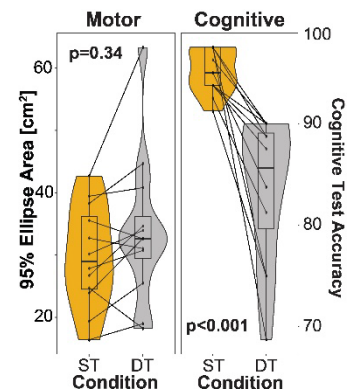 Motor Cognitive
p=0.34
p<0.001
95% Ellipse Area [cm²]
60
40
20
100
90
80
70
Cognitive Test Accuracy
ST DT ST DT
Condition Condition